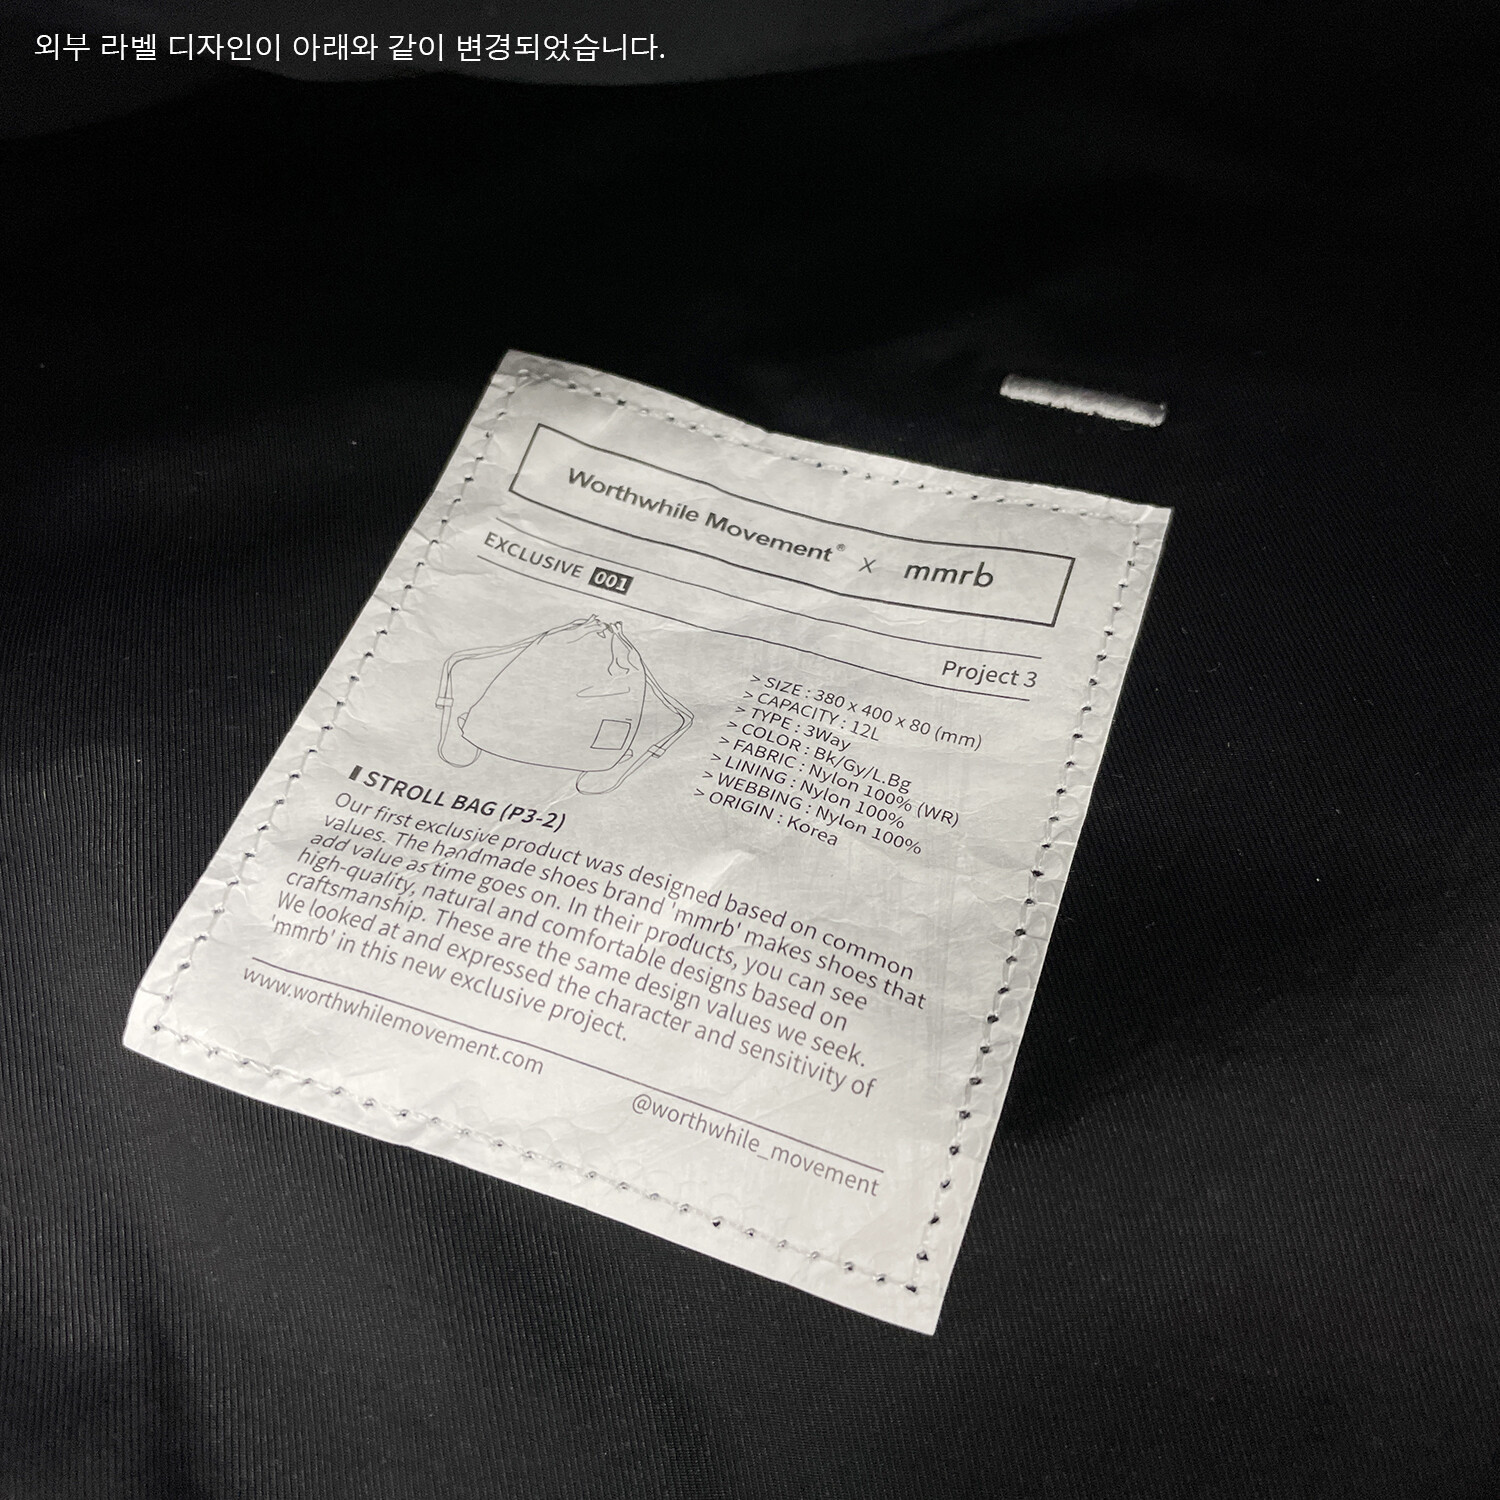 외부 라벨 디자인이 아래와 같이 변경되었습니다.
Worthwhile Movement® x mmrb
EXCLUSIVE 001
Project 3
> SIZE : 380 x 400 x 80 (mm)
> CAPACITY : 12L
> TYPE : 3Way
> COLOR : Bk/Gy/L.Bg
> FABRIC : Nylon 100% (WR)
> LINING : Nylon 100%
> WEBBING : Nylon 100%
> ORIGIN : Korea
STROLL BAG (P3-2)
Our first exclusive product was designed based on common
values. The handmade shoes brand 'mmrb' makes shoes that
add value as time goes on. In their products, you can see
high-quality, natural and comfortable designs based on
craftsmanship. These are the same design values we seek.
We looked at and expressed the character and sensitivity of
'mmrb' in this new exclusive project.
www.worthwhilemovement.com
@worthwhile_movement